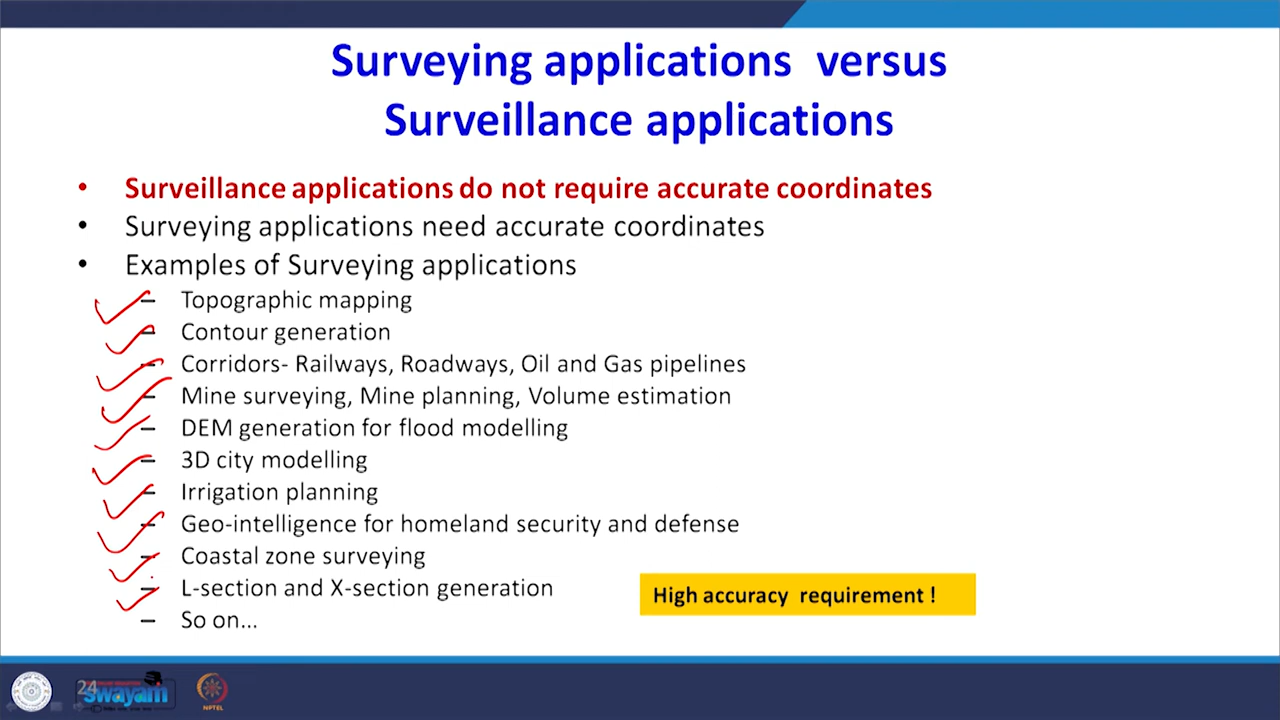 Surveying applications versus
Surveillance applications
• Surveillance applications do not require accurate coordinates
• Surveying applications need accurate coordinates
• Examples of Surveying applications
– Topographic mapping
– Contour generation
– Corridors- Railways, Roadways, Oil and Gas pipelines
– Mine surveying, Mine planning, Volume estimation
– DEM generation for flood modelling
– 3D city modelling
– Irrigation planning
– Geo-intelligence for homeland security and defense
– Coastal zone surveying
– L-section and X-section generation
– So on...
High accuracy requirement !
24
swayam
NPTEL